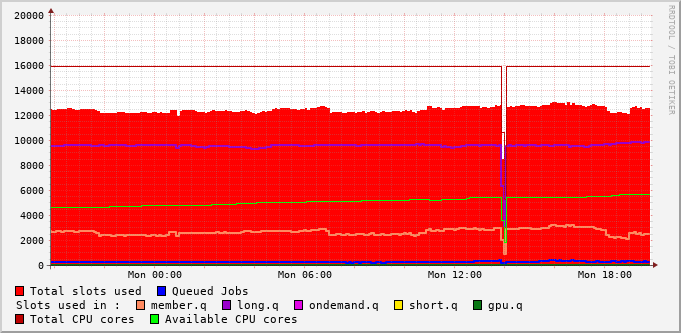 20000
18000
16000
14000
12000
10000
8000
6000
4000
2000
0
Mon 00:00 Mon 06:00 Mon 12:00 Mon 18:00
Total slots used Queued Jobs
Slots used in : member.q long.q ondemand.q short.q gpu.q
Total CPU cores Available CPU cores
RRDTOOL / TOBI OETIKER